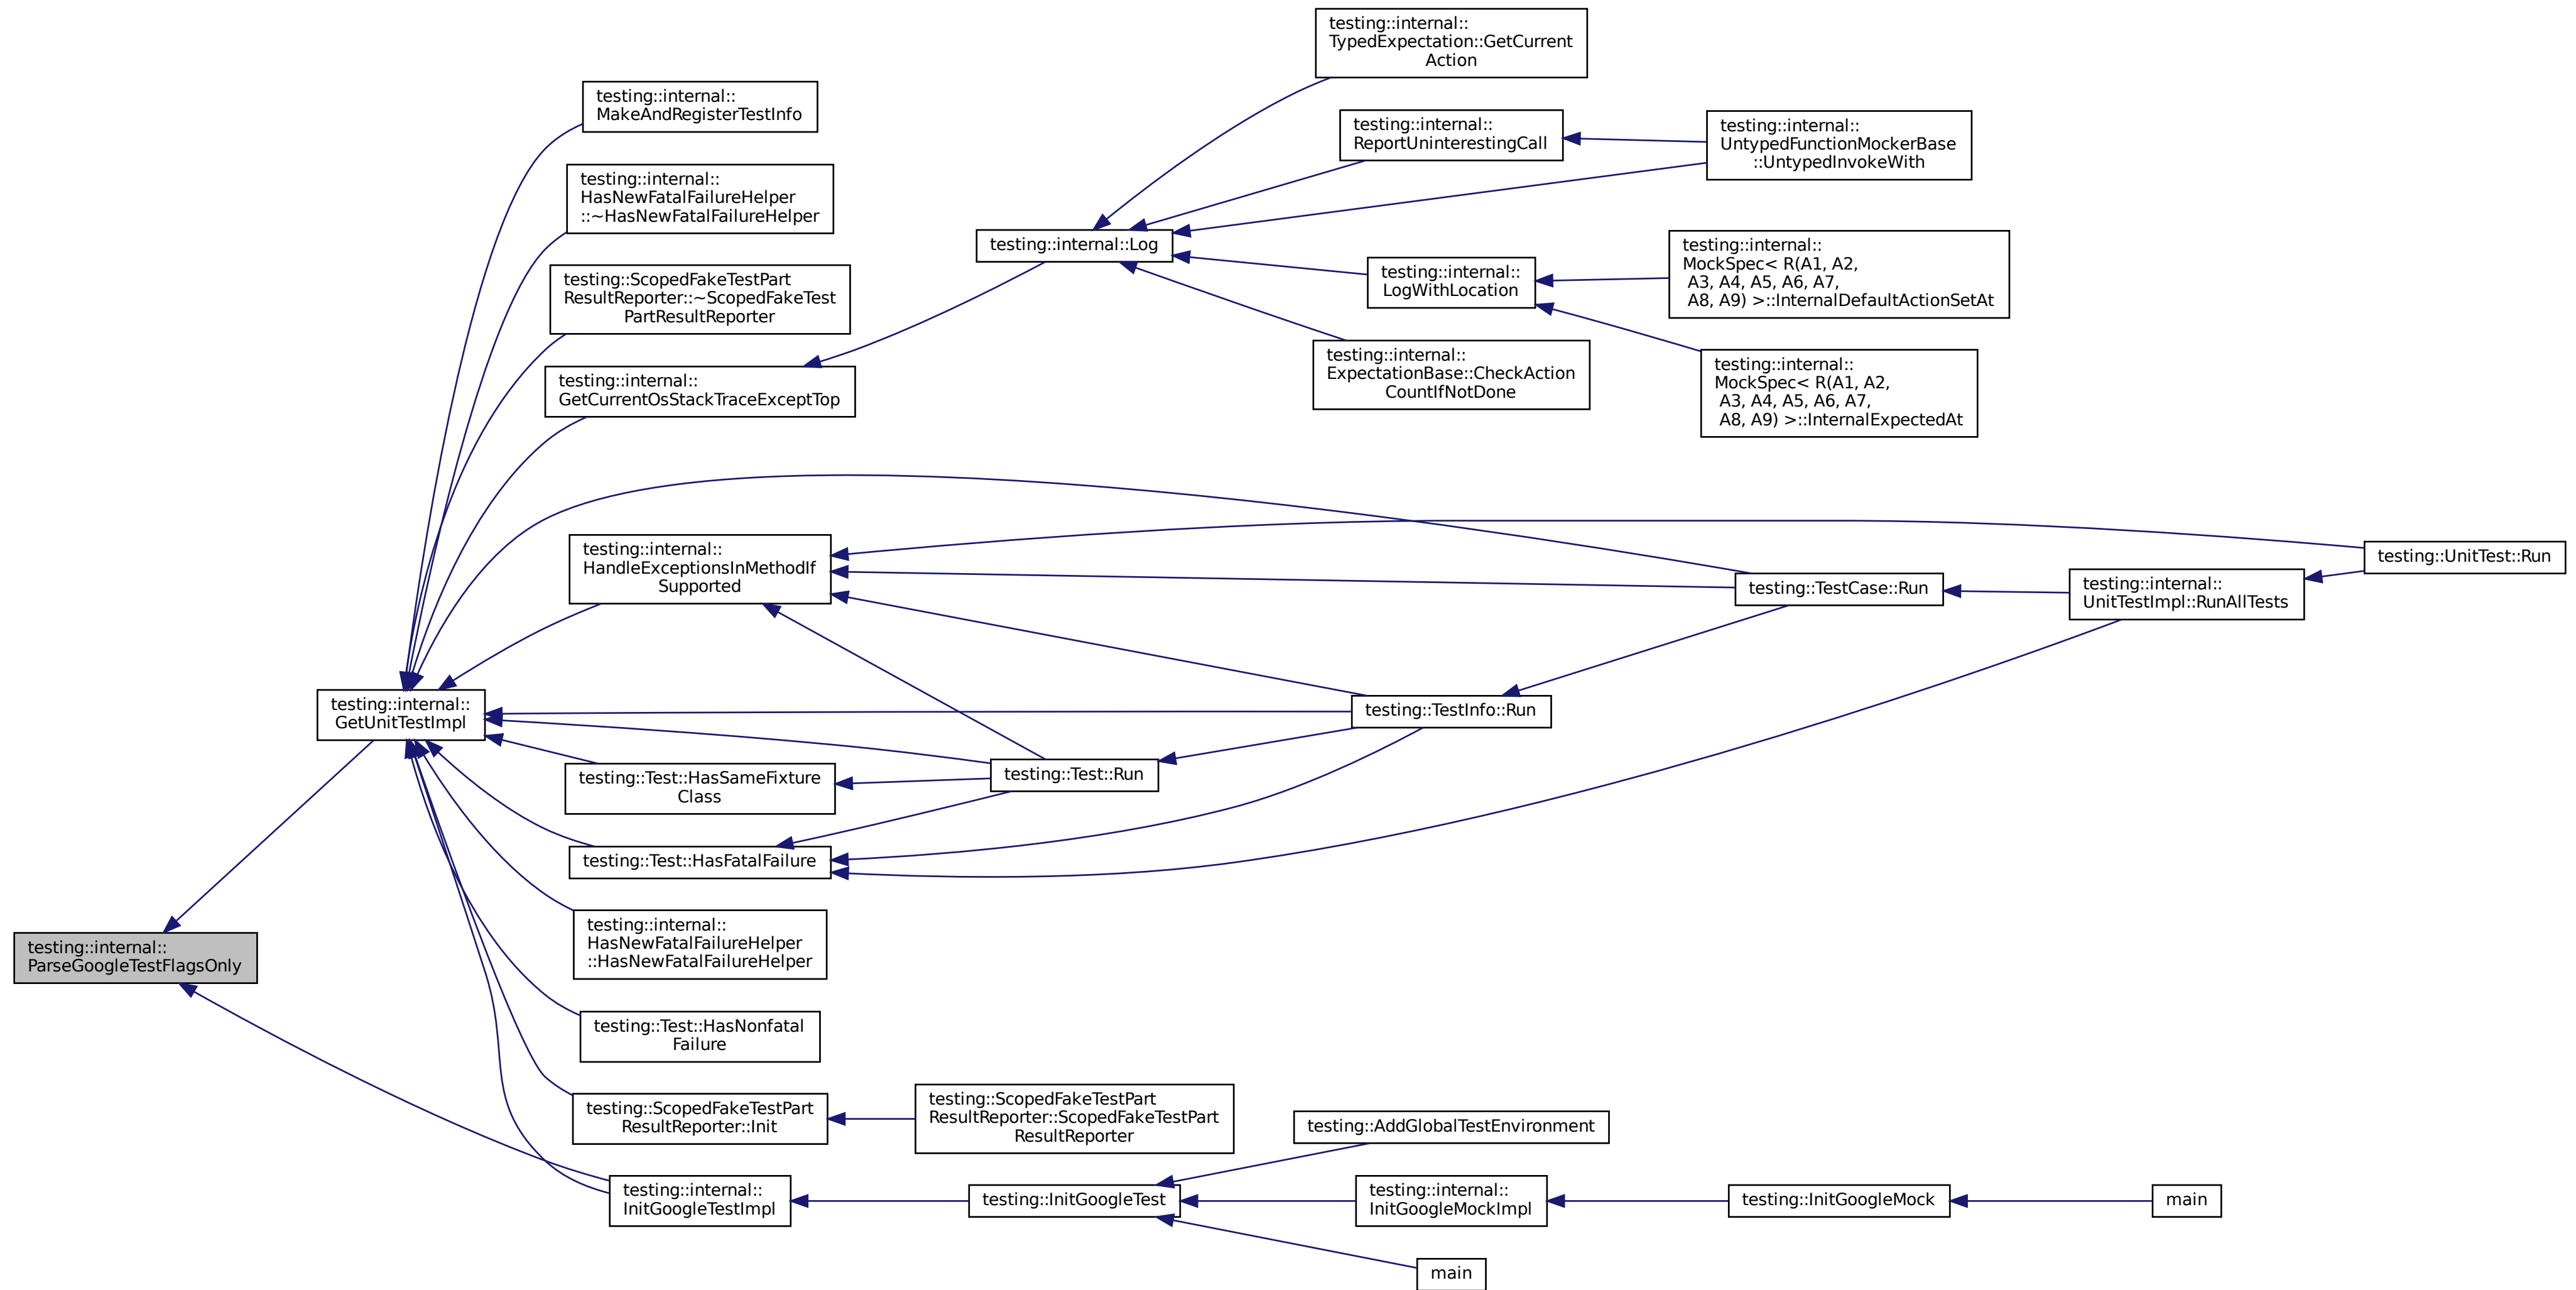 testing::internal::
TypedExpectation::GetCurrent
Action
testing::internal::
MakeAndRegisterTestInfo
testing::internal::
ReportUninterestingCall
testing::internal::
UntypedFunctionMockerBase
::UntypedInvokeWith
testing::internal::
HasNewFatalFailureHelper
::~HasNewFatalFailureHelper
testing::internal::Log
testing::internal::
LogWithLocation
testing::internal::
MockSpec< R(A1, A2,
A3, A4, A5, A6, A7,
A8, A9) >::InternalDefaultActionSetAt
testing::ScopedFakeTestPart
ResultReporter::~ScopedFakeTest
PartResultReporter
testing::internal::
GetCurrentOsStackTraceExceptTop
testing::internal::
ExpectationBase::CheckAction
CountIfNotDone
testing::internal::
MockSpec< R(A1, A2,
A3, A4, A5, A6, A7,
A8, A9) >::InternalExpectedAt
testing::internal::
HandleExceptionsInMethodIf
Supported
testing::TestCase::Run
testing::internal::
UnitTestImpl::RunAllTests
testing::UnitTest::Run
testing::internal::
GetUnitTestImpl
testing::TestInfo::Run
testing::Test::HasSameFixture
Class
testing::Test::Run
testing::Test::HasFatalFailure
testing::internal::
ParseGoogleTestFlagsOnly
testing::internal::
HasNewFatalFailureHelper
::HasNewFatalFailureHelper
testing::Test::HasNonfatal
Failure
testing::ScopedFakeTestPart
ResultReporter::Init
testing::ScopedFakeTestPart
ResultReporter::ScopedFakeTestPart
ResultReporter
testing::AddGlobalTestEnvironment
testing::internal::
InitGoogleTestImpl
testing::InitGoogleTest
testing::internal::
InitGoogleMockImpl
testing::InitGoogleMock
main
main